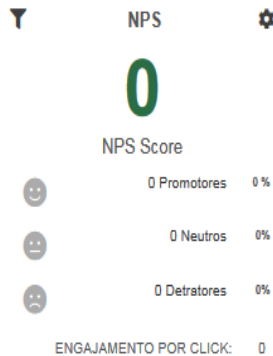 NPS
0
NPS Score
0 Promotores 0 %
0 Neutros 0%
0 Detratores 0%
ENGAJAMENTO POR CLICK: 0